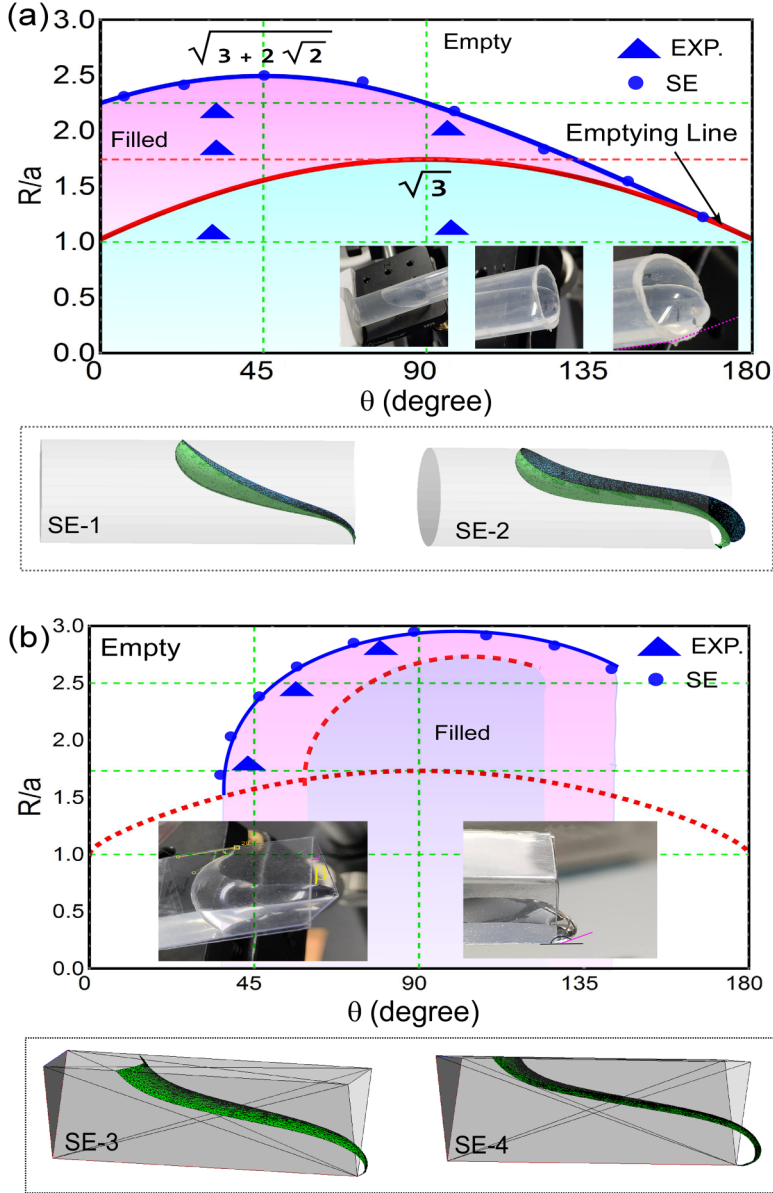 (a)
3.0
2.5
2.0
1.5
1.0
0.5
0.0
R/a
√3 + 2 √2
Empty
EXP.
SE
Filled
Emptying Line
√3
0
45
90
135
180
θ (degree)
SE-1
SE-2
(b)
3.0
2.5
2.0
1.5
1.0
0.5
0.0
R/a
Empty
EXP.
SE
Filled
0
45
90
135
180
θ (degree)
SE-3
SE-4